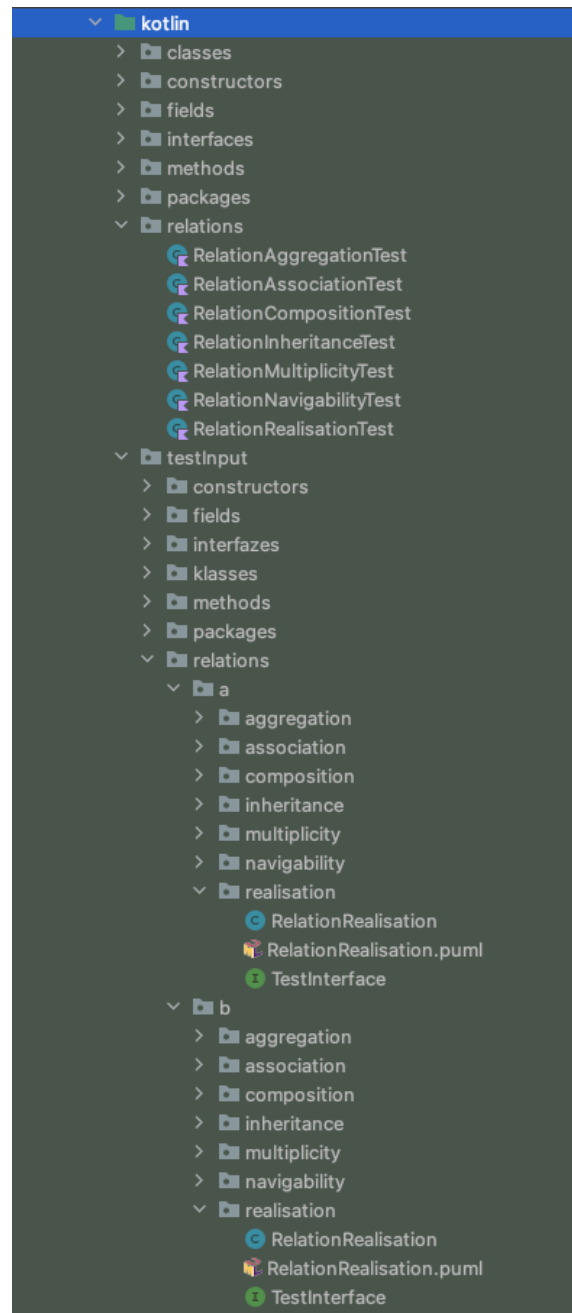 kotlin
classes
constructors
fields
interfaces
methods
packages
relations
RelationAggregationTest
RelationAssociationTest
RelationCompositionTest
RelationInheritanceTest
RelationMultiplicityTest
RelationNavigabilityTest
RelationRealisationTest
testInput
constructors
fields
interfazes
klasses
methods
packages
relations
a
aggregation
association
composition
inheritance
multiplicity
navigability
realisation
RelationRealisation
RelationRealisation.puml
TestInterface
b
aggregation
association
composition
inheritance
multiplicity
navigability
realisation
RelationRealisation
RelationRealisation.puml
TestInterface